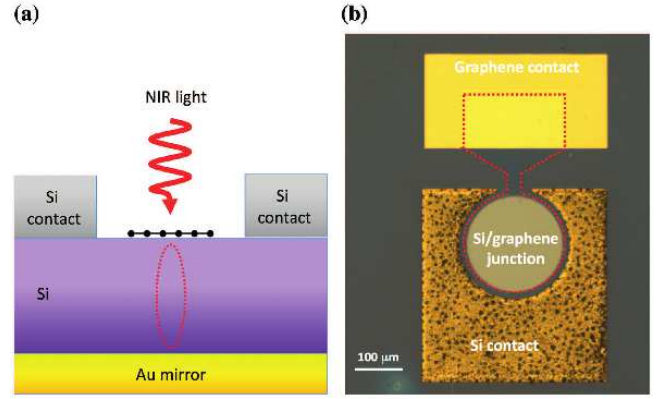 (a)
(b)
NIR light
Si
contact
Si
contact
Si
Au mirror
Graphene contact
Si/graphene
junction
Si contact
100 μm